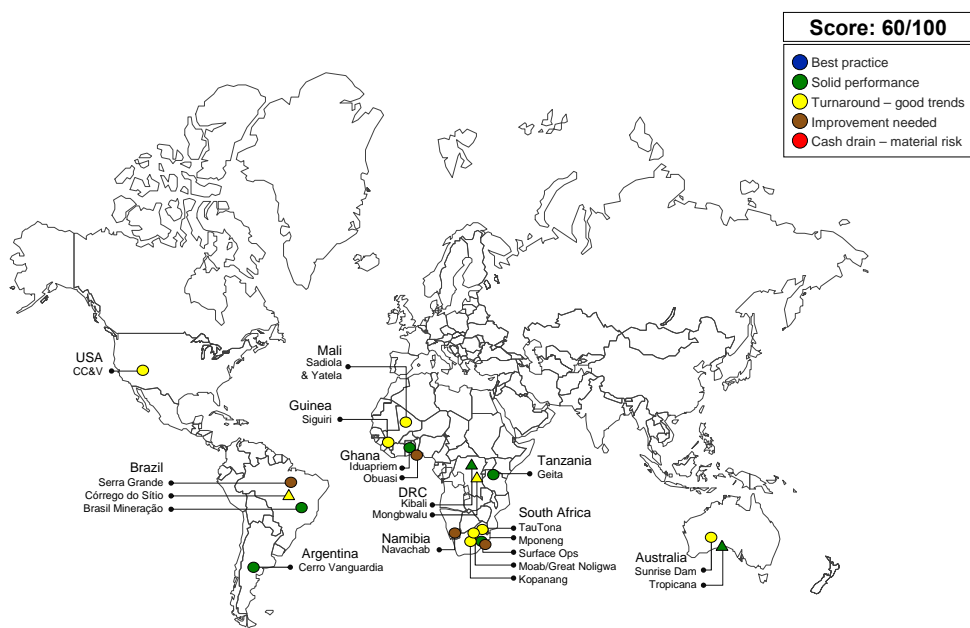 Score: 60/100
Best practice
Solid performance
Turnaround – good trends
Improvement needed
Cash drain – material risk
USA
CC&V
Mali
Sadiola
& Yatela
Guinea
Siguiri
Ghana
Iduapriem
Obuasi
Brazil
Serra Grande
Córrego do Sítio
Brasil Mineração
DRC
Kibali
Mongbwalu
Tanzania
Geita
South Africa
TauTona
Mponeng
Surface Ops
Moab/Great Noligwa
Kopanang
Namibia
Navachab
Argentina
Cerro Vanguardia
Australia
Sunrise Dam
Tropicana